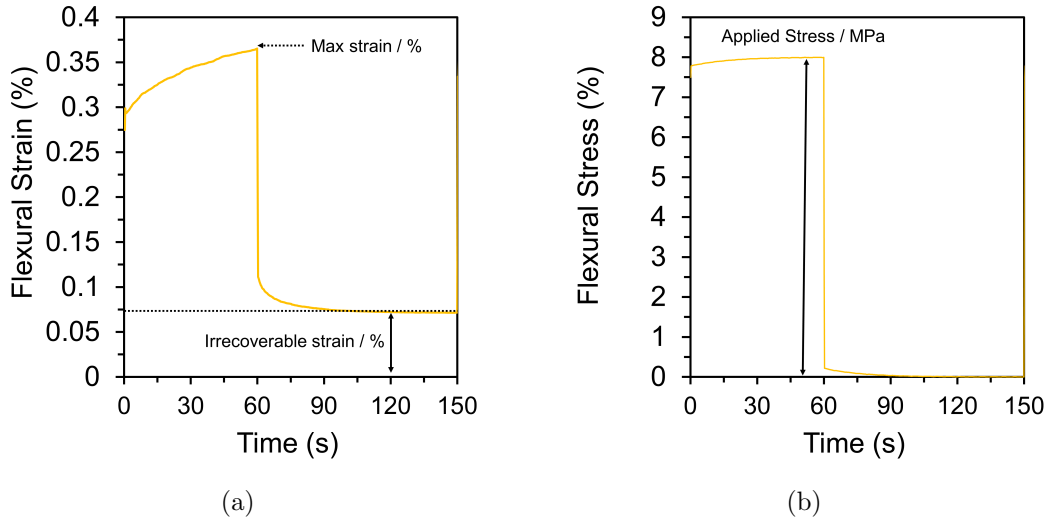 0.4
0.35
0.3
0.25
0.2
0.15
0.1
0.05
0
Flexural Strain (%)
Max strain / %
Irrecoverable strain / %
0 30 60 90 120 150
Time (s)
(a)
9
8
7
6
5
4
3
2
1
0
Flexural Stress (%)
Applied Stress / MPa
0 30 60 90 120 150
Time (s)
(b)